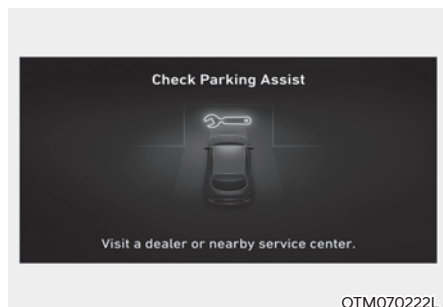 Check Parking Assist
Visit a dealer or nearby service center.
OTM070222L